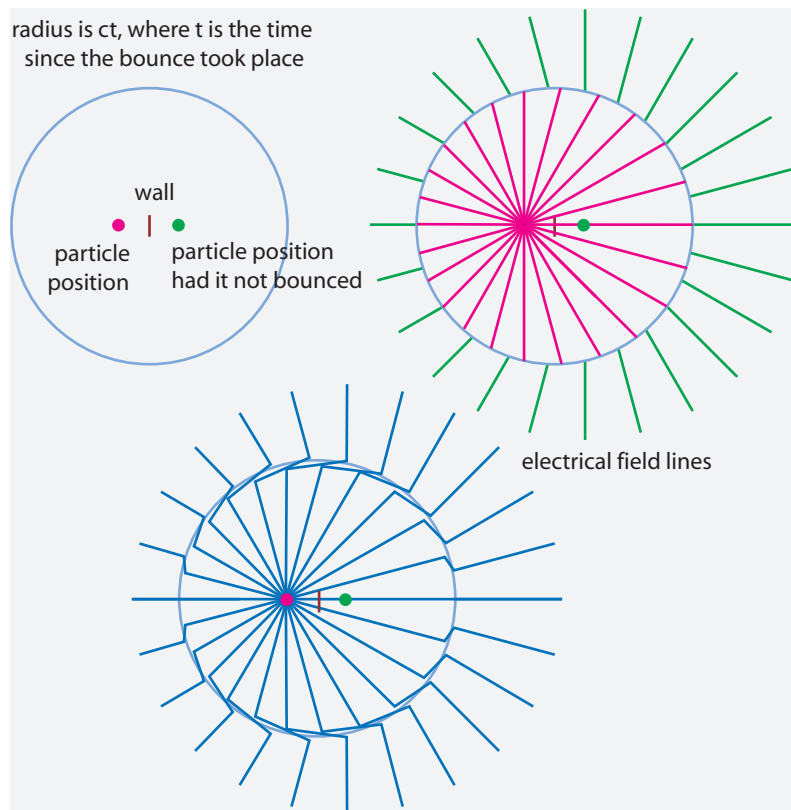 radius is ct, where t is the time
since the bounce took place
wall
particle
position
particle position
had it not bounced
electrical field lines